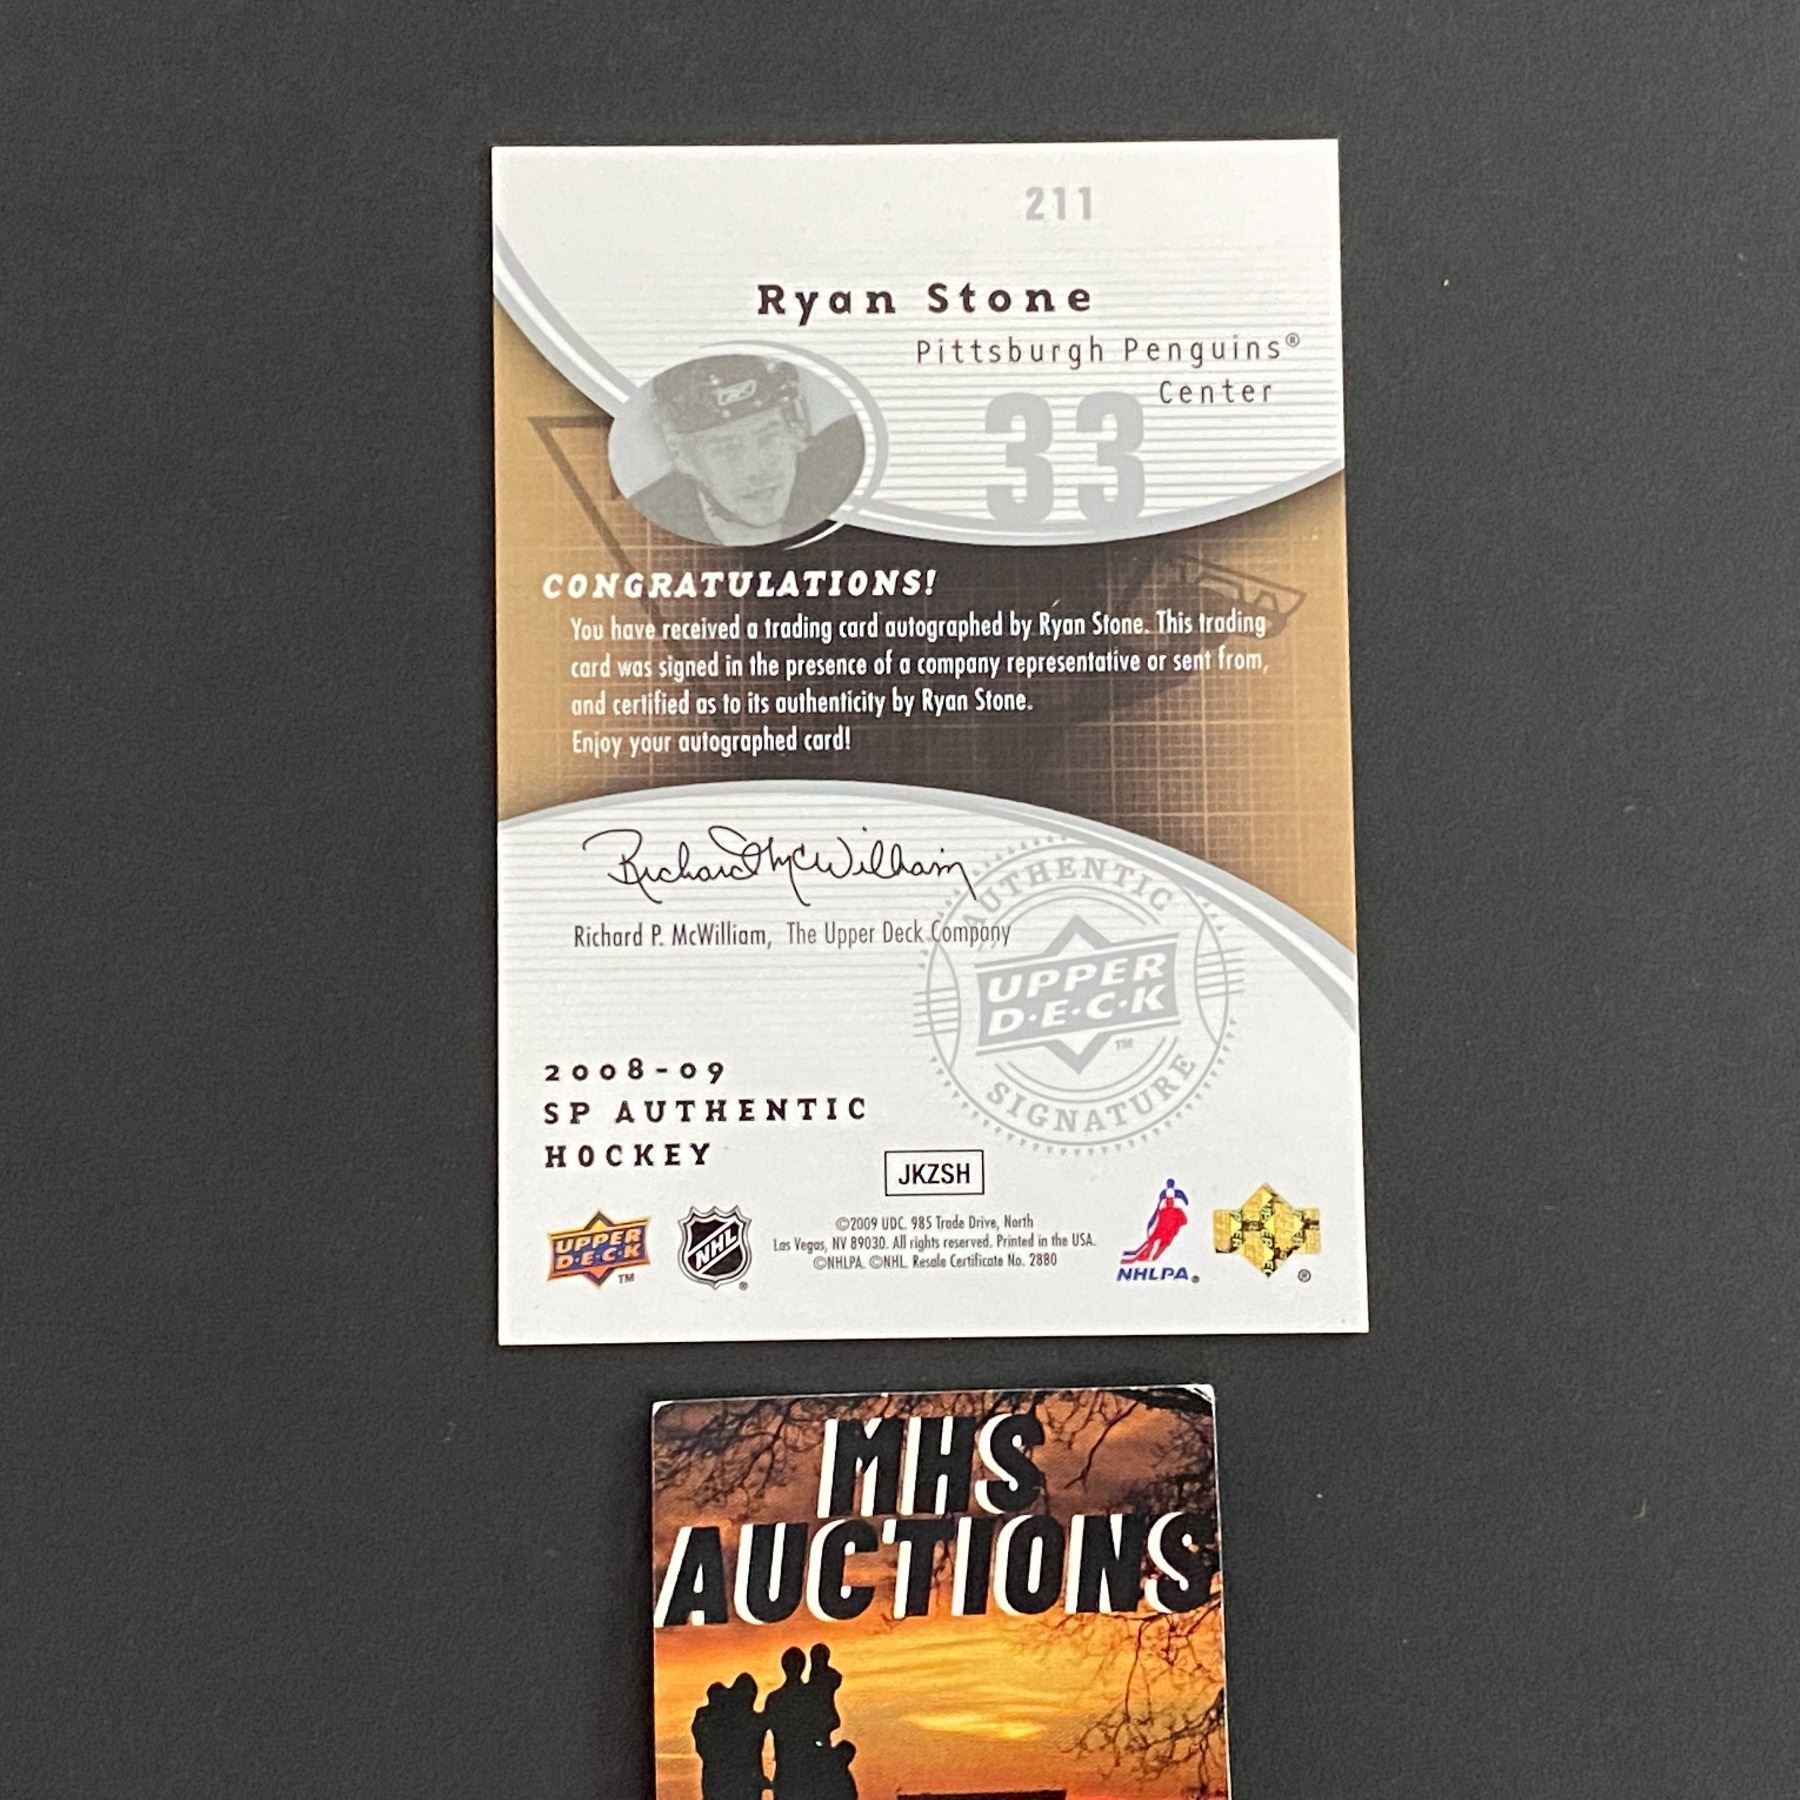 211
Ryan Stone
Pittsburgh Penguins®
Center
33
CONGRATULATIONS!
You have received a trading card autographed by Ryan Stone. This trading
card was signed in the presence of a company representative or sent from,
and certified as to its authenticity by Ryan Stone.
Enjoy your autographed card!
Richard McWilliam
Richard P. McWilliam, The Upper Deck Company
AUTHENTIC
UPPER
D·E·C·K
TM
SIGNATURE
2008-09
SP AUTHENTIC
HOCKEY
JKZSH
UPPER
D·E·C·K
TM
NHL
®
©2009 UDC. 985 Trade Drive, North
Las Vegas, NV 89030. All rights reserved. Printed in the USA.
©NHLPA. ©NHL. Resale Certificate No. 2880
NHLPA®
®
MHS
AUCTIONS